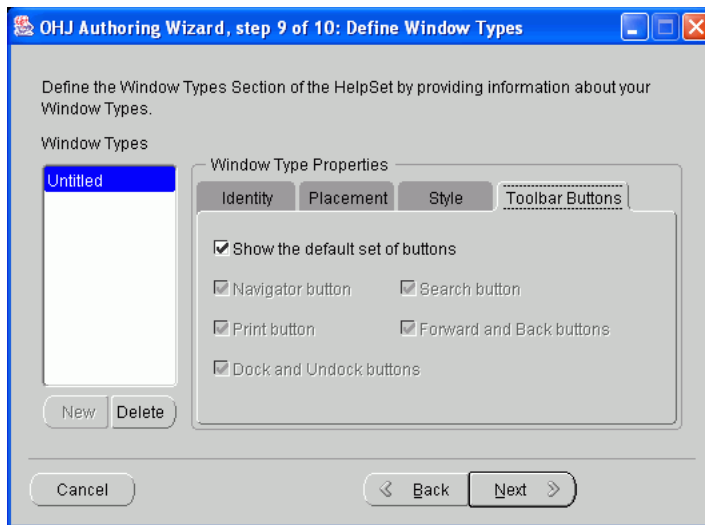 OHJ Authoring Wizard, step 9 of 10: Define Window Types
Define the Window Types Section of the HelpSet by providing information about your
Window Types.
Window Types
Window Type Properties
Untitled
Identity Placement Style Toolbar Buttons
Show the default set of buttons
Navigator button Search button
Print button Forward and Back buttons
Dock and Undock buttons
New Delete
Cancel Back Next